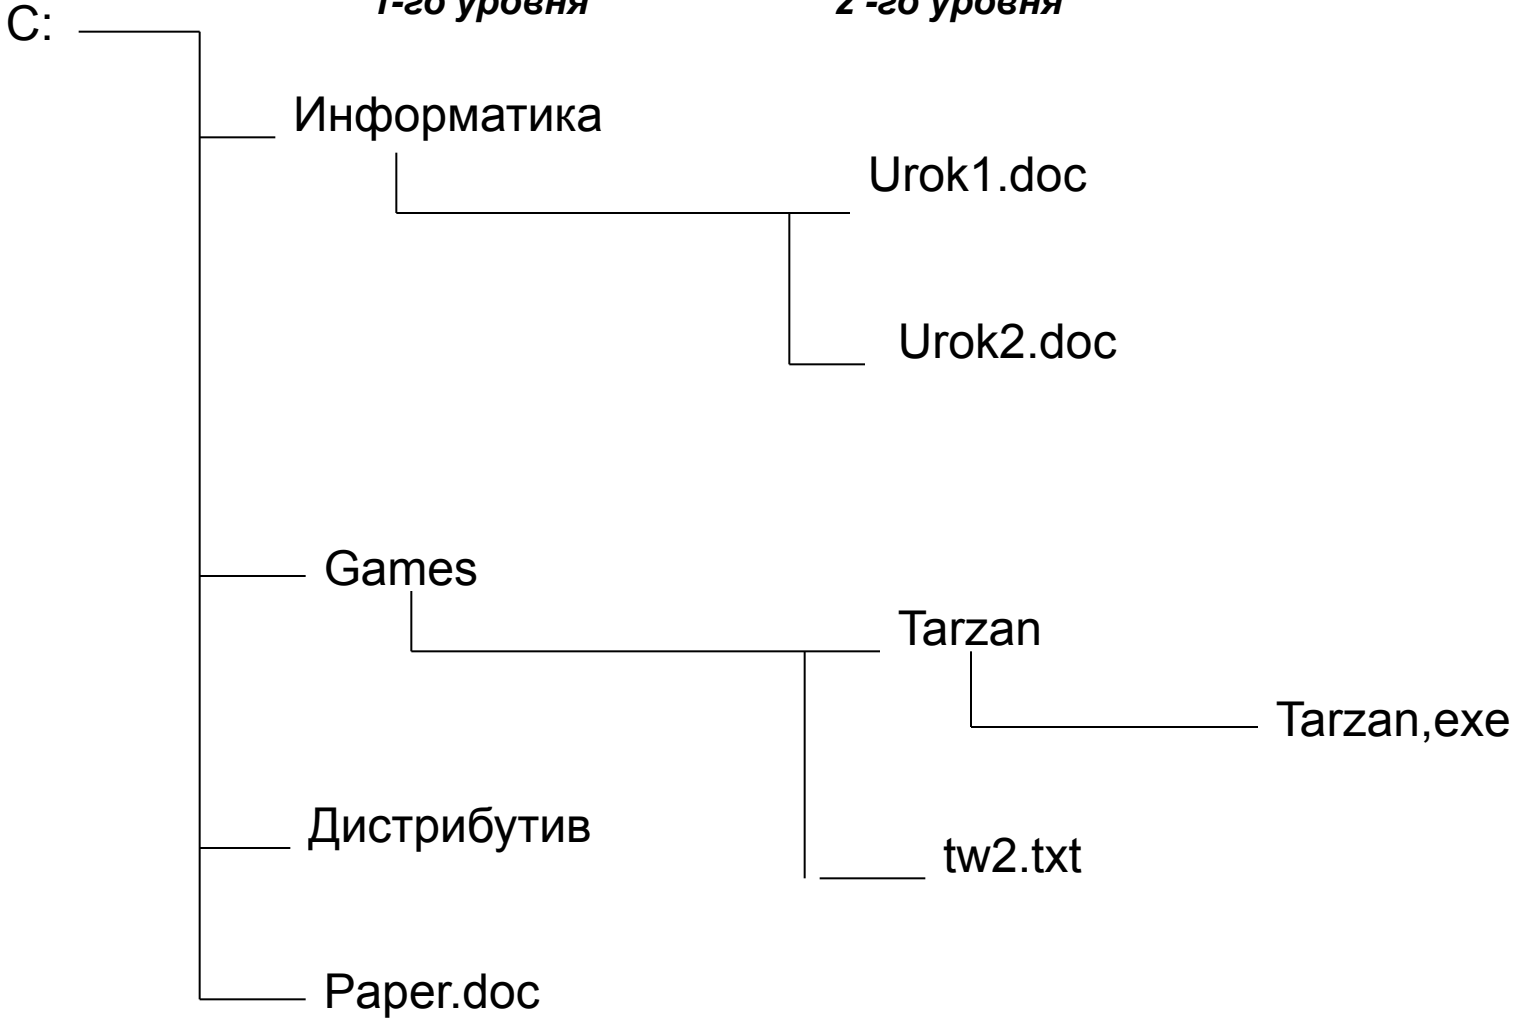 1-го уровня 2 -го уровня
C:
Информатика
Urok1.doc
Urok2.doc
Games
Tarzan
Tarzan,exe
Дистрибутив
tw2.txt
Paper.doc